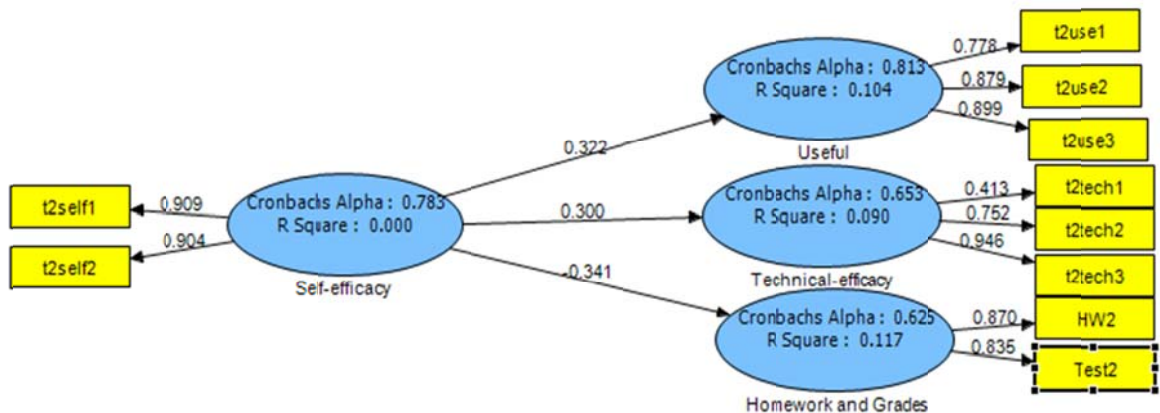 t2self1
t2self2
0.909
0.904
Cronbachs Alpha : 0.783
R Square : 0.000
Self-efficacy
0.322
0.300
-0.341
Cronbachs Alpha : 0.813
R Square : 0.104
Useful
0.778
0.879
0.899
t2use1
t2use2
t2use3
Cronbachs Alpha : 0.653
R Square : 0.090
Technical-efficacy
0.413
0.752
0.946
t2tech1
t2tech2
t2tech3
Cronbachs Alpha : 0.625
R Square : 0.117
Homework and Grades
0.870
0.835
HW2
Test2